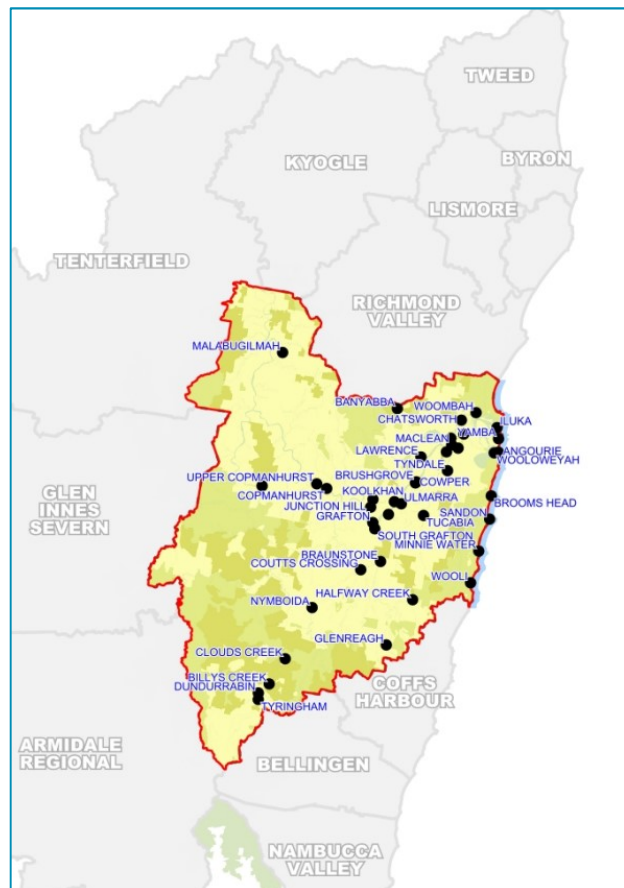 TWEED
KYOGLE
BYRON
LISMORE
TENTERFIELD
RICHMOND
VALLEY
MALABUGILMAH
BANYABBA
WOOMBAH
CHATSWORTH
ILUKA
YAMBA
MACLEAN
LAWRENCE
ANGOURIE
WOOLOWEYAH
TYNDALE
BRUSHGROVE
UPPER COPMANHURST
COWPER
COPMANHURST
KOOLKHAN
ULMARRA
BROOMS HEAD
JUNCTION HILL
SANDON
GRAFTON
TUCABIA
GLEN
INNES
SEVERN
SOUTH GRAFTON
MINNIE WATER
BRAUNSTONE
COUTTS CROSSING
WOOLI
HALFWAY CREEK
NYMBOIDA
GLENREAGH
CLOUDS CREEK
BILLYS CREEK
DUNDURRABIN
TYRINGHAM
COFFS
HARBOUR
ARMIDALE
REGIONAL
BELLINGEN
NAMBUCCA
VALLEY